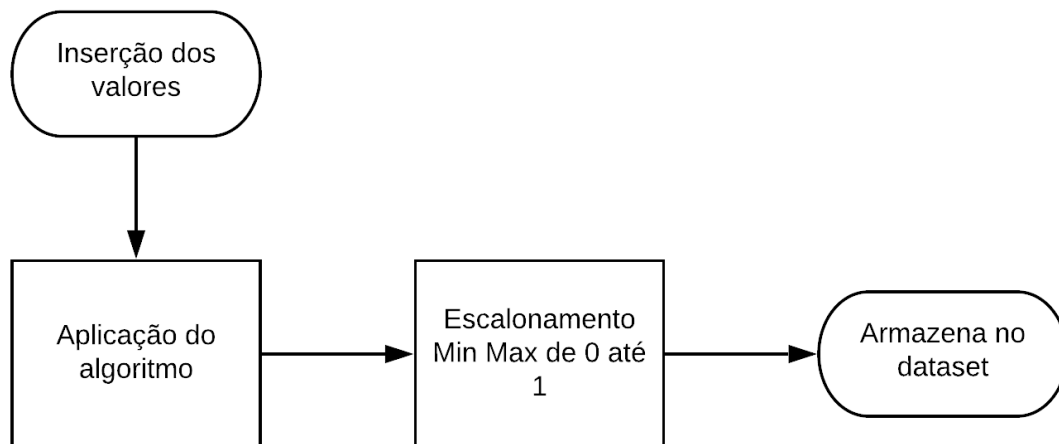 Inserção dos
valores
Aplicação do
algoritmo
Escalonamento
Min Max de 0 até
1
Armazena no
dataset